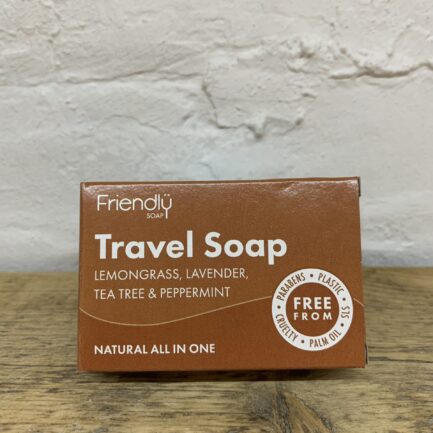 Friendlÿ
SOAP
Travel Soap
LEMONGRASS, LAVENDER,
TEA TREE & PEPPERMINT
NATURAL ALL IN ONE
FREE
FROM
PARABENS • PLASTIC • SLS • PALM OIL • CRUELTY •